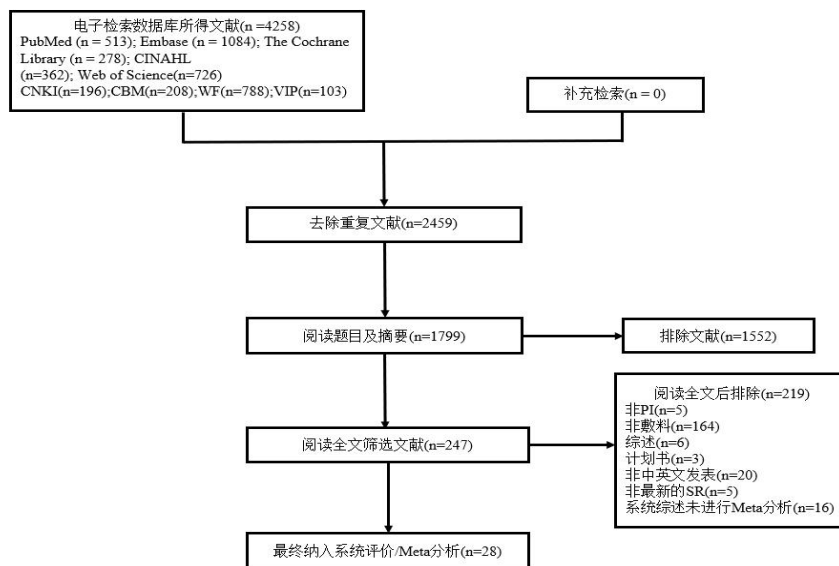 电子检索数据库所得文献(n =4258)
PubMed (n = 513); Embase (n = 1084); The Cochrane
Library (n = 278); CINAHL
(n=362); Web of Science(n=726)
CNKI(n=196);CBM(n=208);WF(n=788);VIP(n=103)
补充检索(n = 0)
去除重复文献(n=2459)
阅读题目及摘要(n=1799)
排除文献(n=1552)
阅读全文筛选文献(n=247)
阅读全文后排除(n=219)
非PI(n=5)
非敷料(n=164)
综述(n=6)
计划书(n=3)
非中英文发表(n=20)
非最新的SR(n=5)
系统综述未进行Meta分析(n=16)
最终纳入系统评价/Meta分析(n=28)